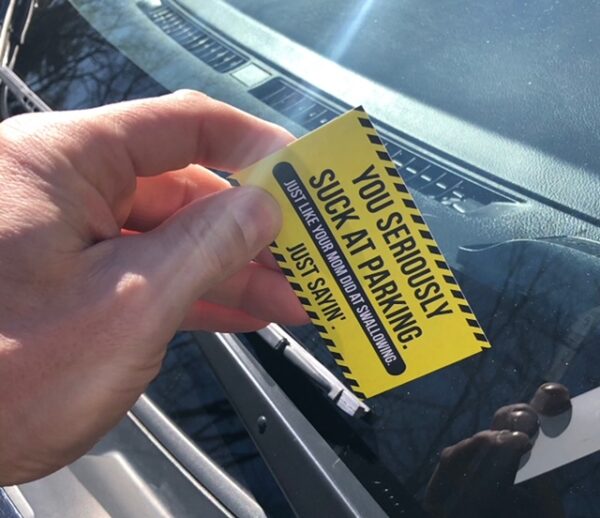 YOU SERIOUSLY
SUCK AT PARKING.
JUST LIKE YOUR MOM DID AT SWALLOWING.
JUST SAYIN'.